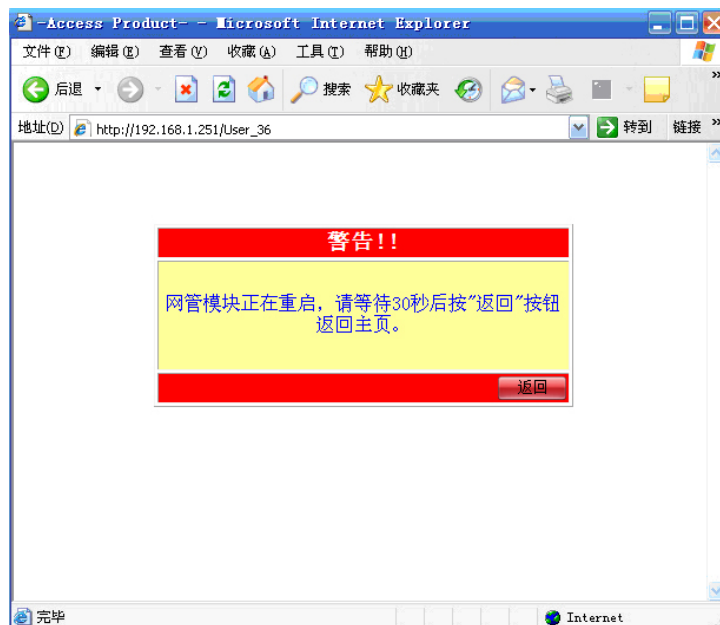 -Access Product- - Microsoft Internet Explorer
文件(F) 编辑(E) 查看(V) 收藏(A) 工具(T) 帮助(H)
后退 搜索 收藏夹 »
地址(D) http://192.168.1.251/User_36 转到 链接 »
警告!!
网管模块正在重启，请等待30秒后按"返回"按钮
返回主页。
返回
完毕 Internet